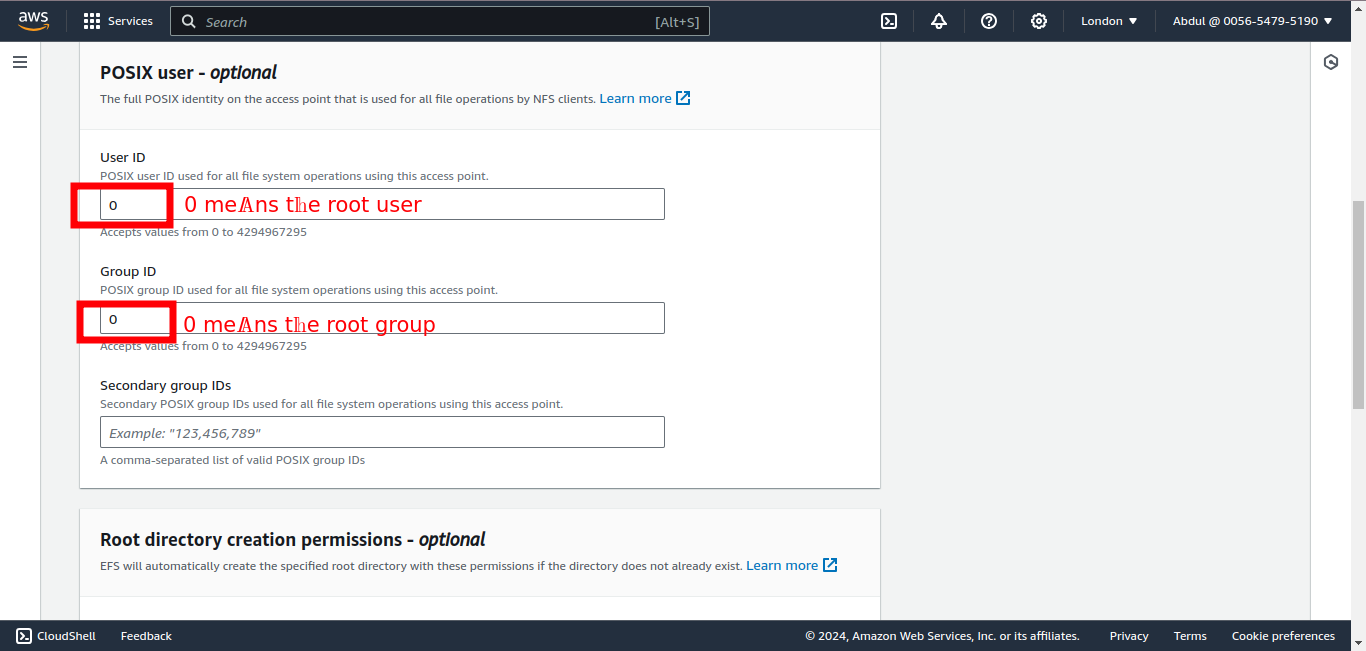 aws Services Search [Alt+S] London Abdul @ 0056-5479-5190
POSIX user - optional
The full POSIX identity on the access point that is used for all file operations by NFS clients. Learn more
User ID
POSIX user ID used for all file system operations using this access point.
0 0 me𝔸ns t𝕙e root user
Accepts values from 0 to 4294967295
Group ID
POSIX group ID used for all file system operations using this access point.
0 0 me𝔸ns t𝕙e root group
Accepts values from 0 to 4294967295
Secondary group IDs
Secondary POSIX group IDs used for all file system operations using this access point.
Example: "123,456,789"
A comma-separated list of valid POSIX group IDs
Root directory creation permissions - optional
EFS will automatically create the specified root directory with these permissions if the directory does not already exist. Learn more
CloudShell Feedback © 2024, Amazon Web Services, Inc. or its affiliates. Privacy Terms Cookie preferences